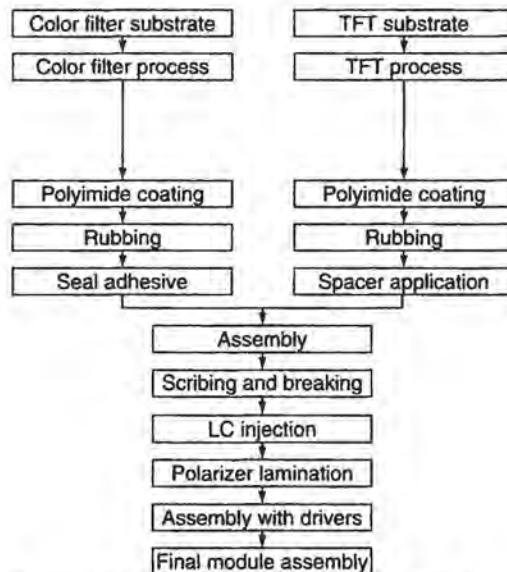 Color filter substrate
TFT substrate
Color filter process
TFT process
Polyimide coating
Polyimide coating
Rubbing
Rubbing
Seal adhesive
Spacer application
Assembly
Scribing and breaking
LC injection
Polarizer lamination
Assembly with drivers
Final module assembly